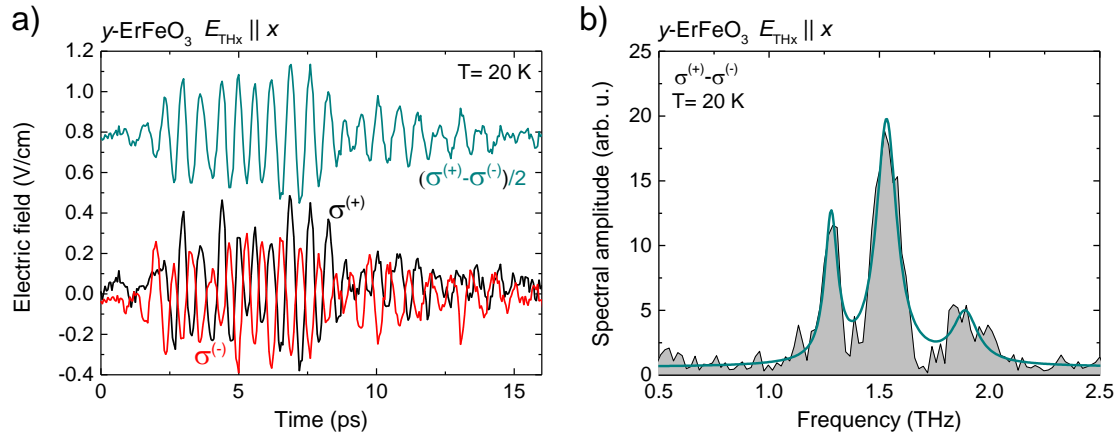 a)
y-ErFeO₃ E_THx || x
T= 20 K
(σ⁽⁺⁾-σ⁽⁻⁾)/2
σ⁽⁺⁾
σ⁽⁻⁾
Electric field (V/cm)
1.2
1.0
0.8
0.6
0.4
0.2
0.0
-0.2
-0.4
0 5 10 15
Time (ps)
b)
y-ErFeO₃ E_THx || x
σ⁽⁺⁾-σ⁽⁻⁾
T= 20 K
Spectral amplitude (arb. u.)
25
20
15
10
5
0
0.5 1.0 1.5 2.0 2.5
Frequency (THz)